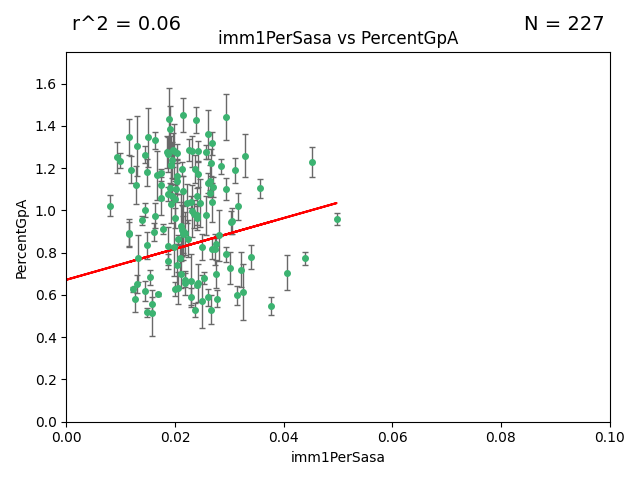 r^2 = 0.06
N = 227
imm1PerSasa vs PercentGpA
PercentGpA
1.6
1.4
1.2
1.0
0.8
0.6
0.4
0.2
0.0
0.00 0.02 0.04 0.06 0.08 0.10
imm1PerSasa